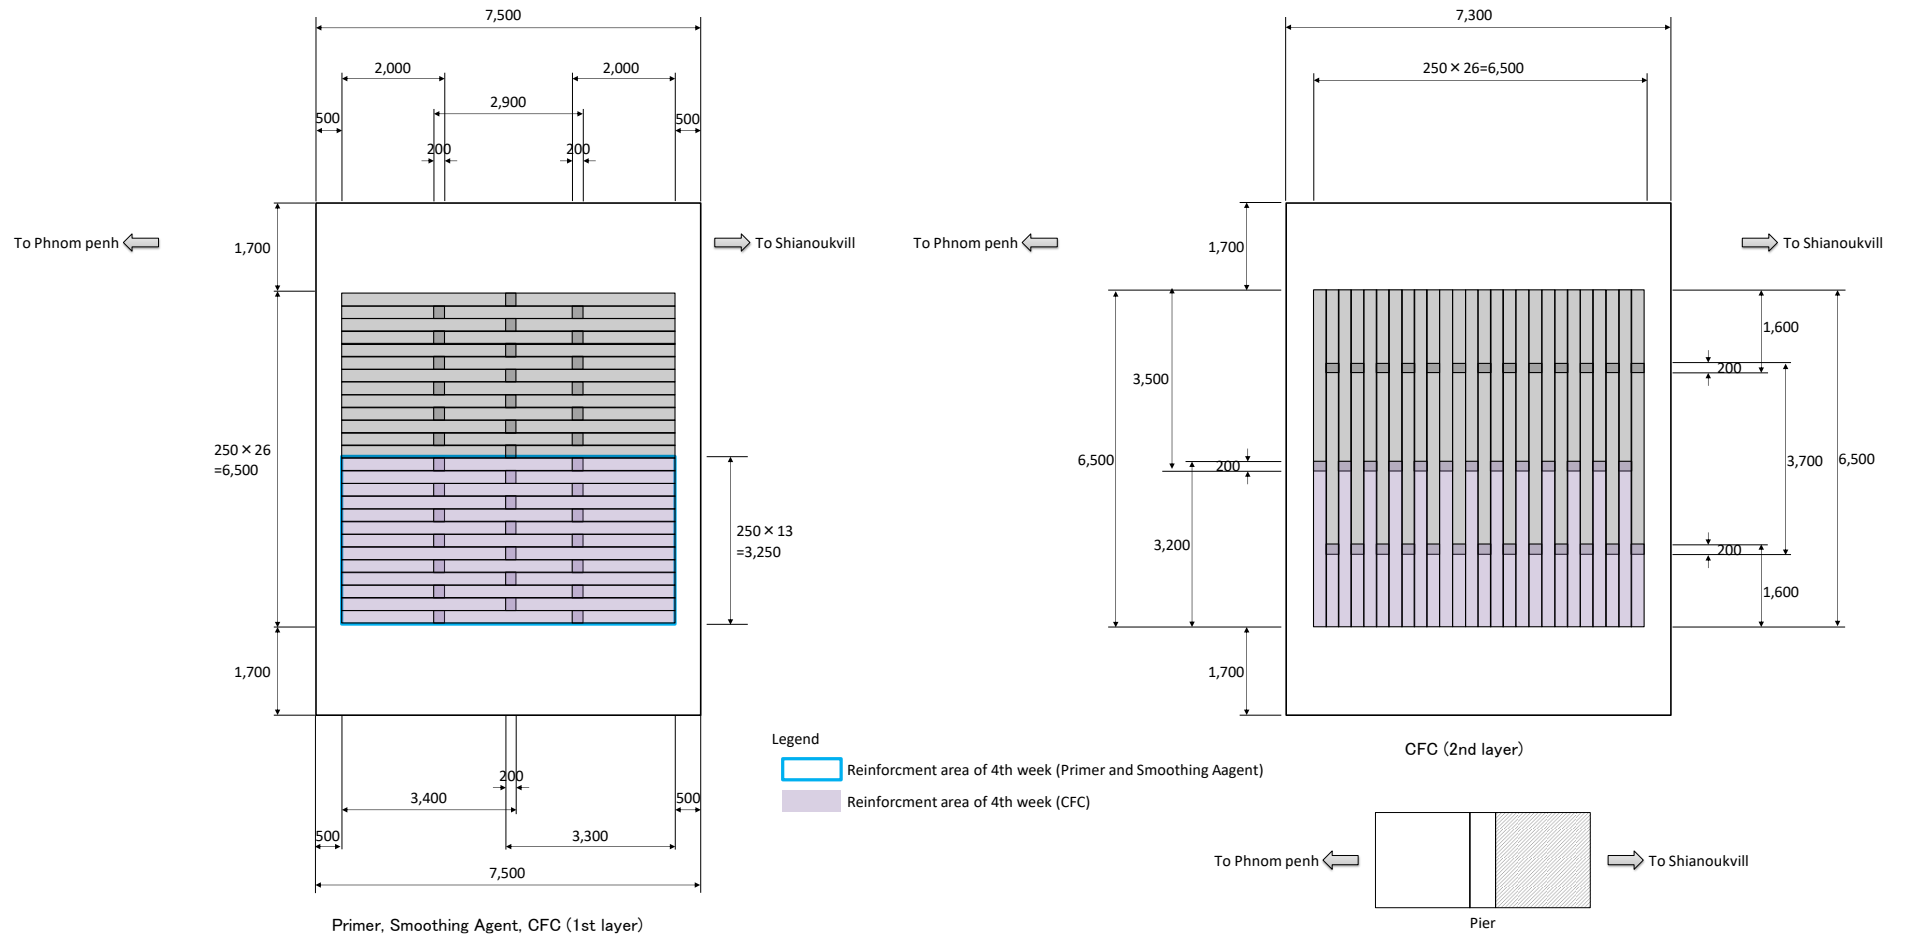 7,500
2,000
2,000
2,900
500
500
200
200
To Phnom penh
To Shianoukvill
1,700
250×26
=6,500
250×13
=3,250
1,700
200
3,400
500
500
3,300
7,500
Primer, Smoothing Agent, CFC (1st layer)
7,300
250×26=6,500
To Phnom penh
To Shianoukvill
1,700
1,600
200
3,500
6,500
200
3,700
6,500
3,200
200
1,600
1,700
CFC (2nd layer)
Legend
Reinforcment area of 4th week (Primer and Smoothing Aagent)
Reinforcment area of 4th week (CFC)
To Phnom penh
To Shianoukvill
Pier